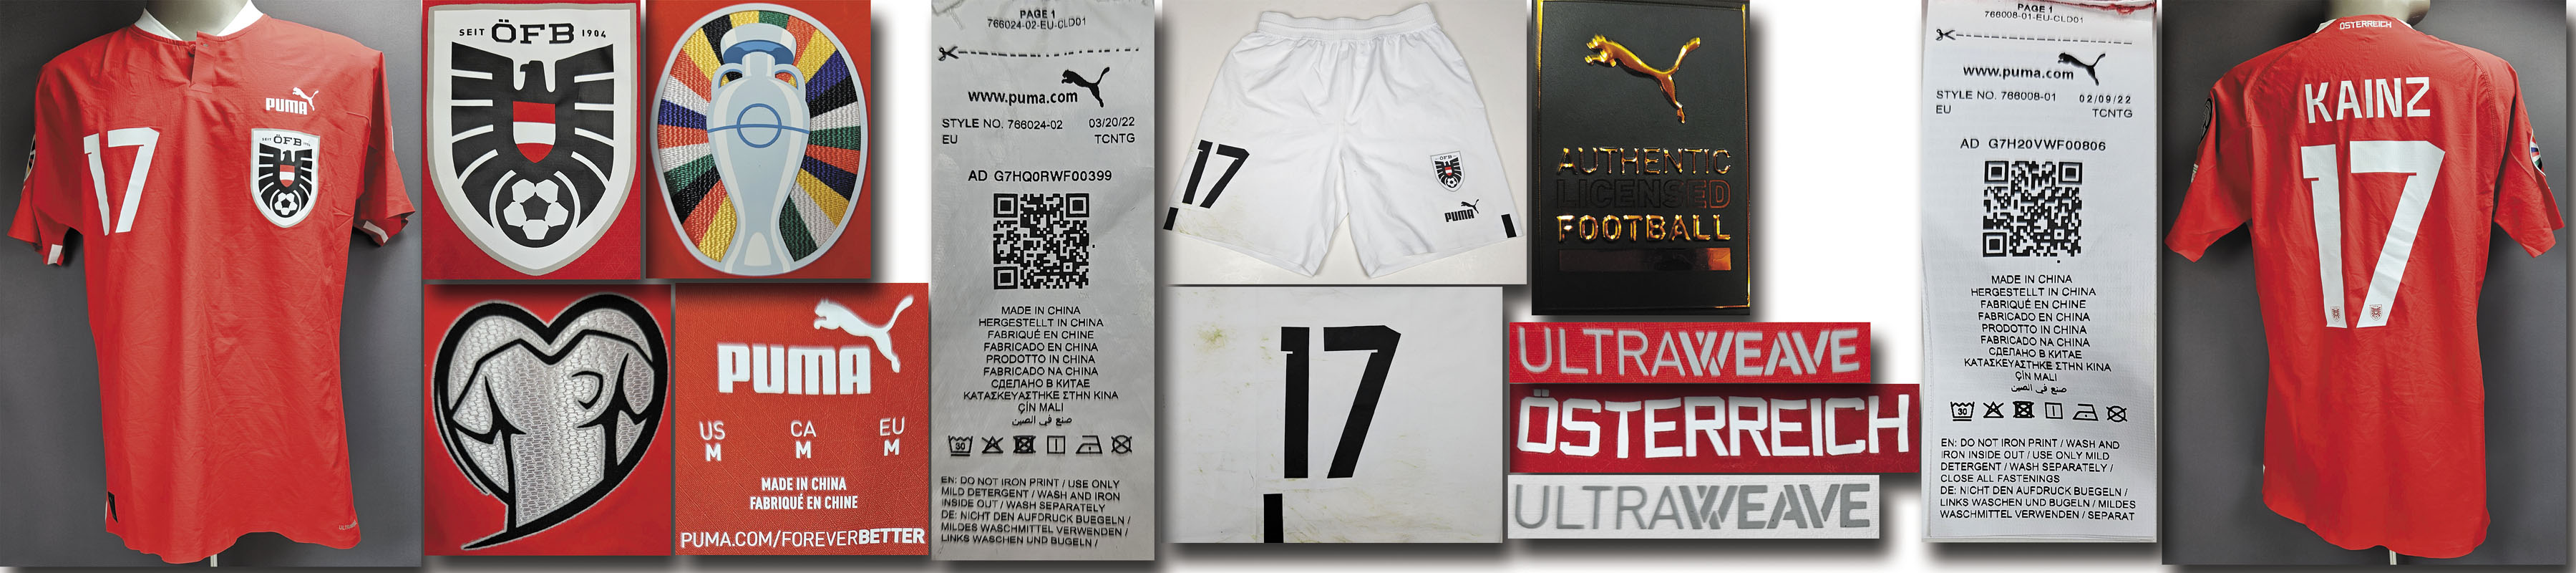 PUMA
17
SEIT ÖFB 1904
ULTRAWEAVE
SEIT ÖFB 1904
PUMA
US CA EU
M M M
MADE IN CHINA
FABRIQUÉ EN CHINE
PUMA.COM/FOREVERBETTER
PAGE 1
766024-02-EU-CLD01
www.puma.com
STYLE NO. 766024-02 03/20/22
EU TCNTG
AD G7HQ0RWF00399
MADE IN CHINA
HERGESTELLT IN CHINA
FABRIQUÉ EN CHINE
FABRICADO EN CHINA
PRODOTTO IN CHINA
FABRICADO NA CHINA
СДЕЛАНО В КИТАЕ
ΚΑΤΑΣΚΕΥΑΣΤΗΚΕ ΣΤΗΝ ΚΙΝΑ
ÇİN MALI
صنع في الصين
30
EN: DO NOT IRON PRINT / USE ONLY
MILD DETERGENT / WASH AND IRON
INSIDE OUT / WASH SEPARATELY
DE: NICHT DEN AUFDRUCK BUEGELN /
MILDES WASCHMITTEL VERWENDEN /
LINKS WASCHEN UND BUGELN /
17
ÖFB
PUMA
17
AUTHENTIC
LICENSED
FOOTBALL
ULTRAWEAVE
ÖSTERREICH
ULTRAWEAVE
PAGE 1
766008-01-EU-CLD01
www.puma.com
STYLE NO. 766008-01 02/09/22
EU TCNTG
AD G7H20VWF00806
MADE IN CHINA
HERGESTELLT IN CHINA
FABRIQUÉ EN CHINE
FABRICADO EN CHINA
PRODOTTO IN CHINA
FABRICADO NA CHINA
СДЕЛАНО В КИТАЕ
ΚΑΤΑΣΚΕΥΑΣΤΗΚΕ ΣΤΗΝ ΚΙΝΑ
ÇİN MALI
صنع في الصين
30
EN: DO NOT IRON PRINT / WASH AND
IRON INSIDE OUT / USE ONLY MILD
DETERGENT / WASH SEPARATELY /
CLOSE ALL FASTENINGS
DE: NICHT DEN AUFDRUCK BUEGELN /
LINKS WASCHEN UND BUGELN / MILDES
WASCHMITTEL VERWENDEN / SEPARAT
ÖSTERREICH
KAINZ
17